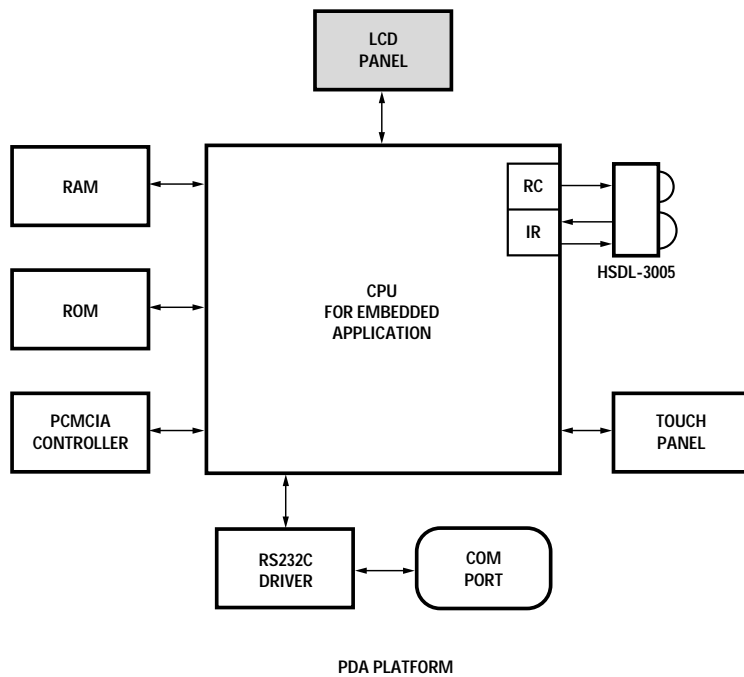 LCD
PANEL
RAM
RC
IR
HSDL-3005
ROM
CPU
FOR EMBEDDED
APPLICATION
PCMCIA
CONTROLLER
TOUCH
PANEL
RS232C
DRIVER
COM
PORT
PDA PLATFORM